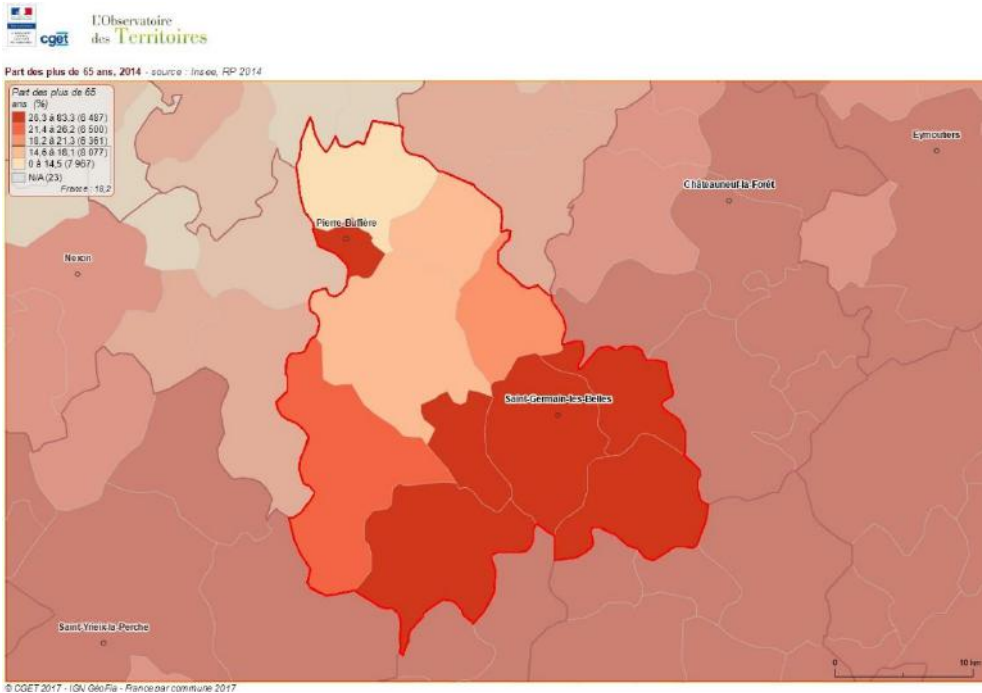 cget
L'Observatoire
des Territoires
Part des plus de 65 ans, 2014 - source : Insee, RP 2014
Part des plus de 65
ans (%)
26,3 à 83,3 (6 487)
21,4 à 26,2 (6 500)
18,2 à 21,3 (6 361)
14,6 à 18,1 (8 077)
0 à 14,5 (7 967)
N/A (23)
France : 18,2
Eymoutiers
Châteauneuf-la-Forêt
Pierre-Buffière
Nexon
Saint-Germain-les-Belles
Saint-Yrieix-la-Perche
0 10 km
© CGET 2017 - IGN GéoFla - France par commune 2017